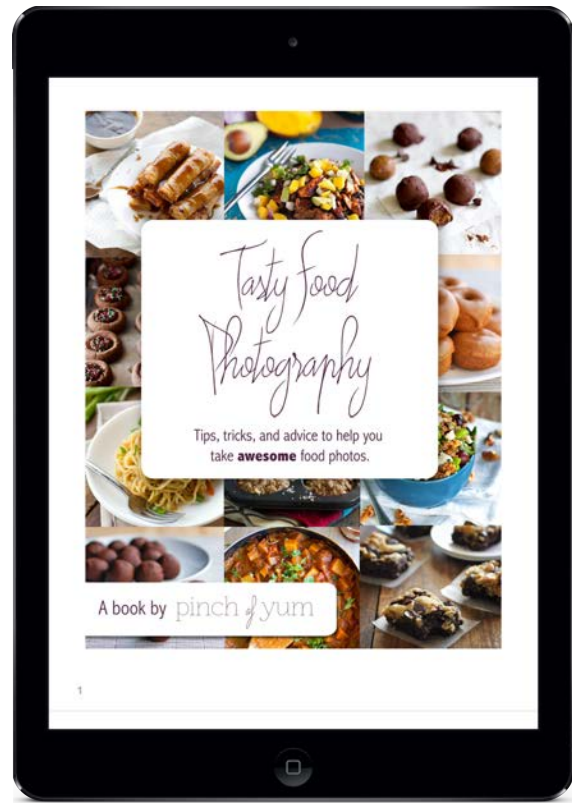 Tasty Food
Photography
Tips, tricks, and advice to help you
take awesome food photos.
A book by pinch of yum
1